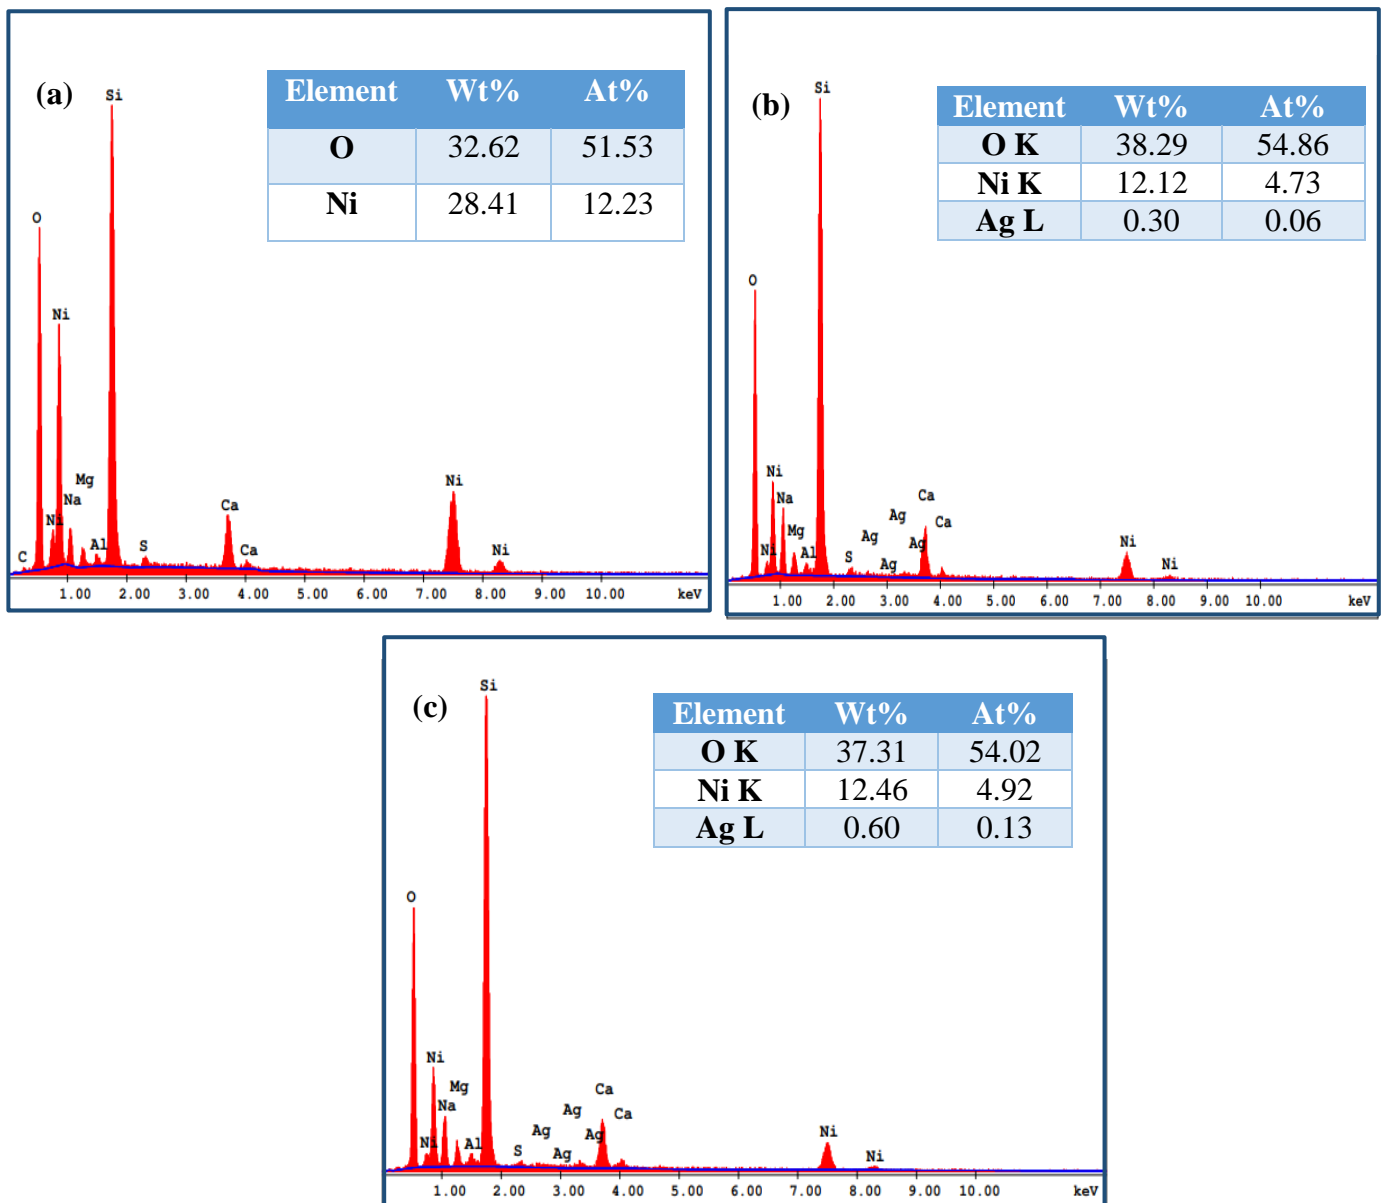 (a)
Element Wt% At%
O 32.62 51.53
Ni 28.41 12.23
Si
O
Ni
Mg
Na
Ni
Al
C
S
Ca
Ca
Ni
Ni
1.00 2.00 3.00 4.00 5.00 6.00 7.00 8.00 9.00 10.00 keV
(b)
Element Wt% At%
O K 38.29 54.86
Ni K 12.12 4.73
Ag L 0.30 0.06
Si
O
Ni
Na
Mg
Ni
Al
S
Ag
Ag
Ag
Ag
Ca
Ca
Ni
Ni
1.00 2.00 3.00 4.00 5.00 6.00 7.00 8.00 9.00 10.00 keV
(c)
Element Wt% At%
O K 37.31 54.02
Ni K 12.46 4.92
Ag L 0.60 0.13
Si
O
Ni
Mg
Na
Ni
Al
S
Ag
Ag
Ag
Ag
Ca
Ca
Ni
Ni
1.00 2.00 3.00 4.00 5.00 6.00 7.00 8.00 9.00 10.00 keV